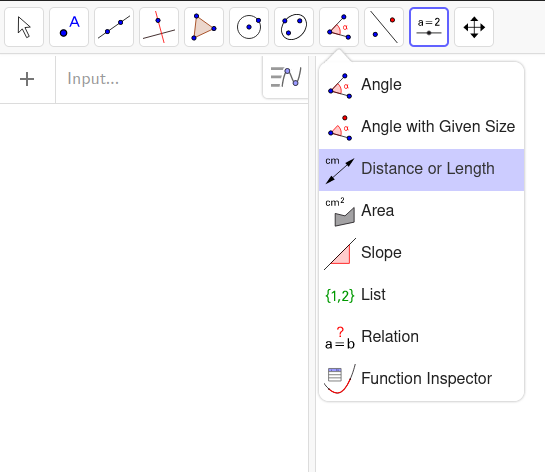 A
α
a=2
Input...
α Angle
α Angle with Given Size
cm Distance or Length
cm² Area
Slope
{1,2} List
? a=b Relation
Function Inspector